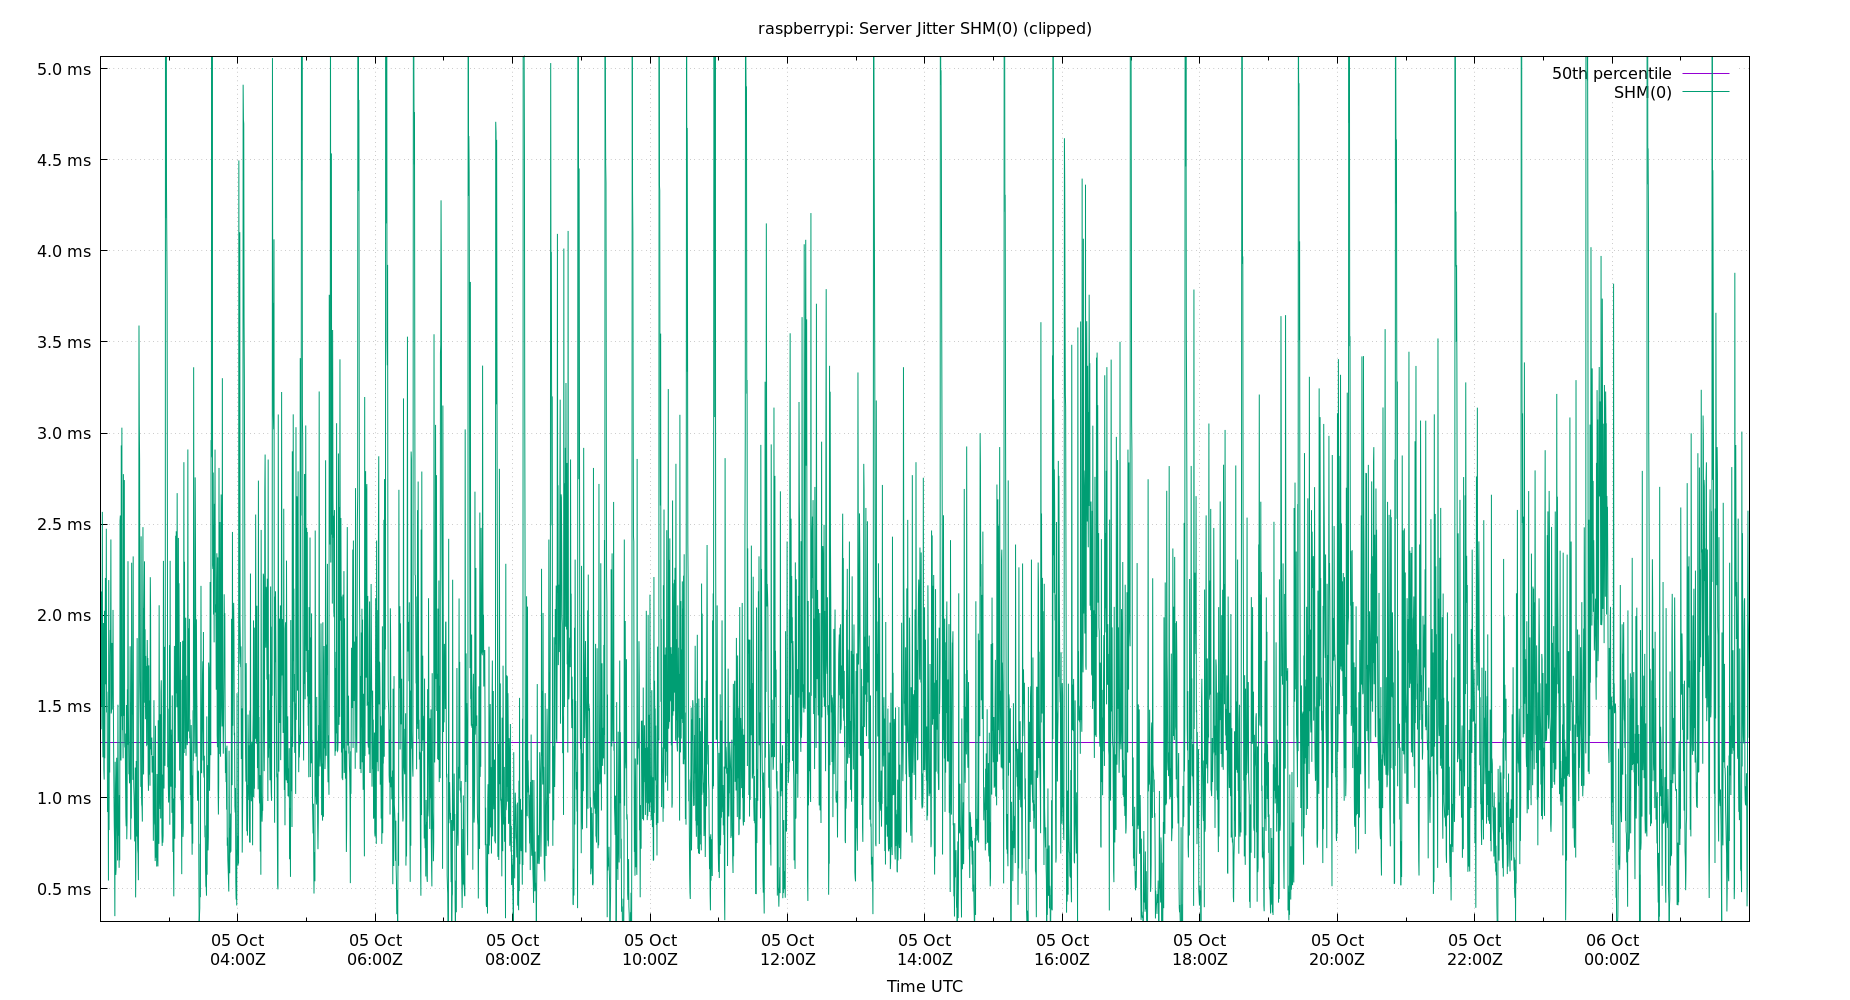 raspberrypi: Server Jitter SHM(0) (clipped)
5.0 ms
4.5 ms
4.0 ms
3.5 ms
3.0 ms
2.5 ms
2.0 ms
1.5 ms
1.0 ms
0.5 ms
50th percentile
SHM(0)
05 Oct 05 Oct 05 Oct 05 Oct 05 Oct 05 Oct 05 Oct 05 Oct 05 Oct 05 Oct 06 Oct
04:00Z 06:00Z 08:00Z 10:00Z 12:00Z 14:00Z 16:00Z 18:00Z 20:00Z 22:00Z 00:00Z
Time UTC